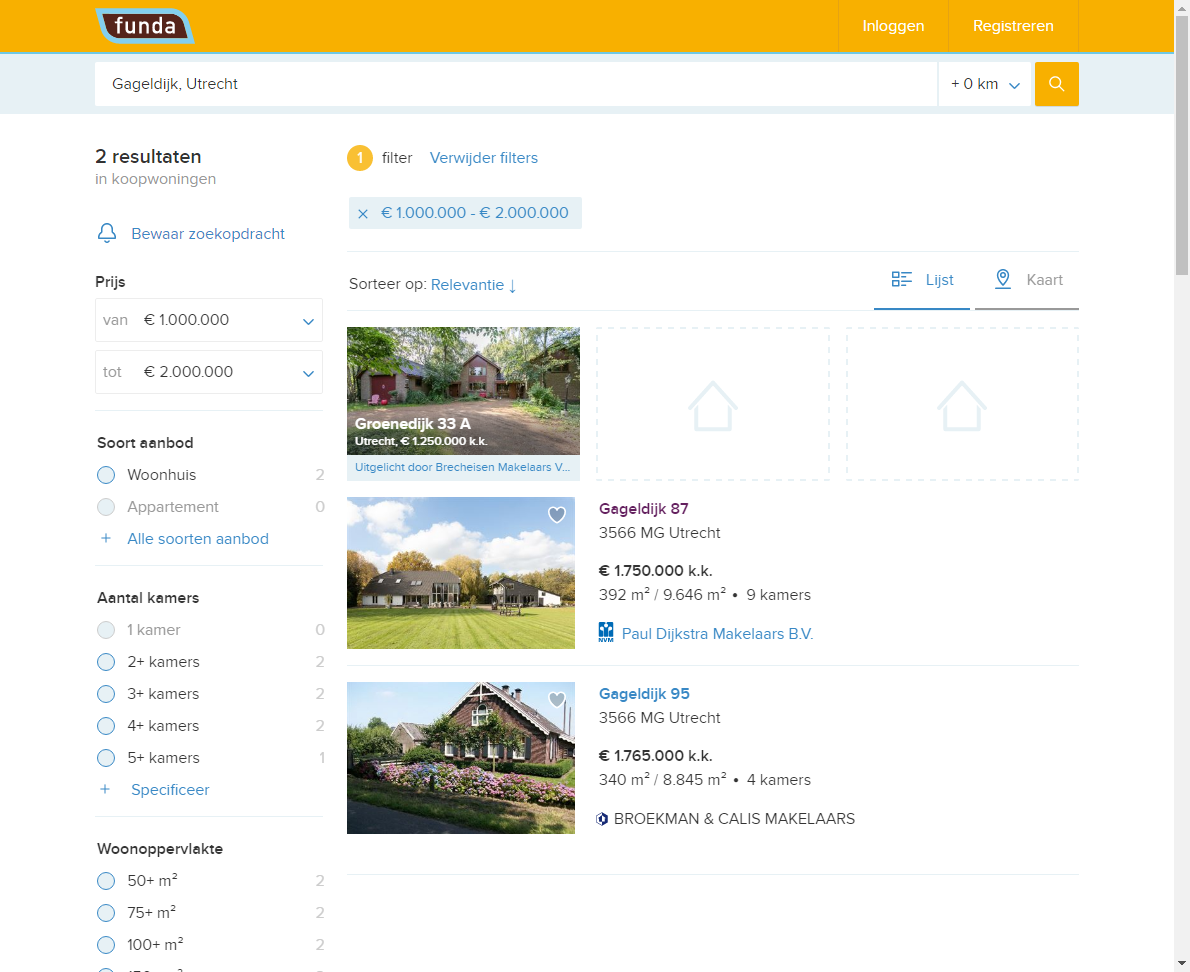 funda
Inloggen
Registreren
Gageldijk, Utrecht
+ 0 km
2 resultaten
in koopwoningen
Bewaar zoekopdracht
Prijs
van € 1.000.000
tot € 2.000.000
Soort aanbod
Woonhuis 2
Appartement 0
+ Alle soorten aanbod
Aantal kamers
1 kamer 0
2+ kamers 2
3+ kamers 2
4+ kamers 2
5+ kamers 1
+ Specificeer
Woonoppervlakte
50+ m² 2
75+ m² 2
100+ m² 2
1 filter Verwijder filters
× € 1.000.000 - € 2.000.000
Sorteer op: Relevantie ↓
Lijst
Kaart
Groenedijk 33 A
Utrecht, € 1.250.000 k.k.
Uitgelicht door Brecheisen Makelaars V...
Gageldijk 87
3566 MG Utrecht
€ 1.750.000 k.k.
392 m² / 9.646 m² • 9 kamers
NVM Paul Dijkstra Makelaars B.V.
Gageldijk 95
3566 MG Utrecht
€ 1.765.000 k.k.
340 m² / 8.845 m² • 4 kamers
BROEKMAN & CALIS MAKELAARS